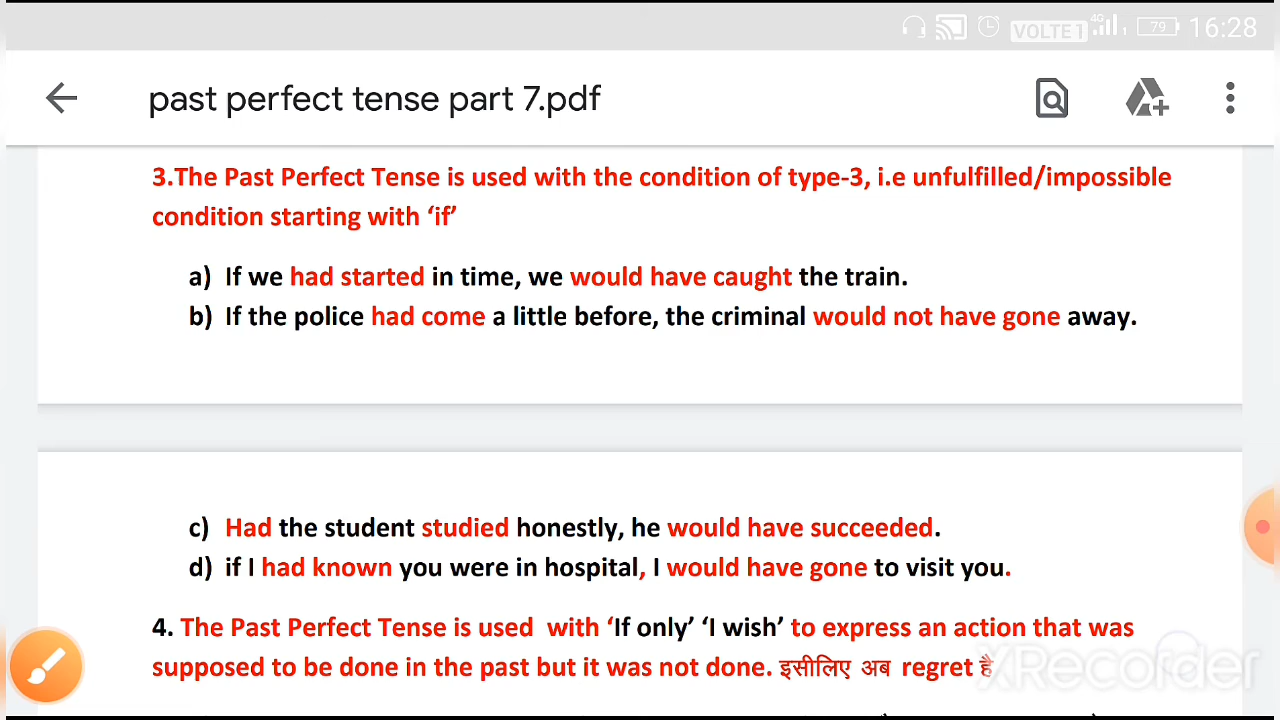 VOLTE 1 4G 1 79 16:28
past perfect tense part 7.pdf
3.The Past Perfect Tense is used with the condition of type-3, i.e unfulfilled/impossible
condition starting with ‘if’
a) If we had started in time, we would have caught the train.
b) If the police had come a little before, the criminal would not have gone away.
c) Had the student studied honestly, he would have succeeded.
d) if I had known you were in hospital, I would have gone to visit you.
4. The Past Perfect Tense is used with ‘If only’ ‘I wish’ to express an action that was
supposed to be done in the past but it was not done. इसीलिए अब regret है
XRecorder